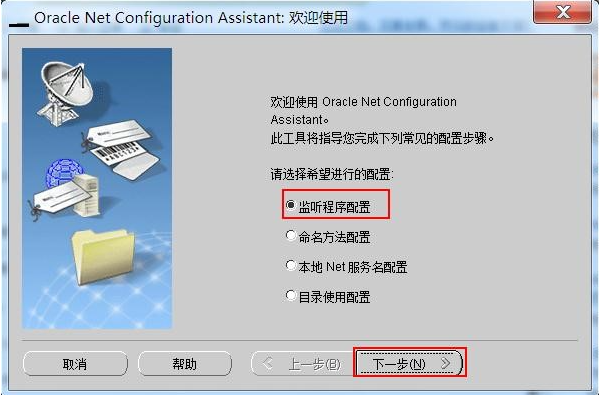 Oracle Net Configuration Assistant: 欢迎使用
欢迎使用 Oracle Net Configuration
Assistant。
此工具将指导您完成下列常见的配置步骤。
请选择希望进行的配置:
监听程序配置
命名方法配置
本地 Net 服务名配置
目录使用配置
取消
帮助
上一步(B)
下一步(N)